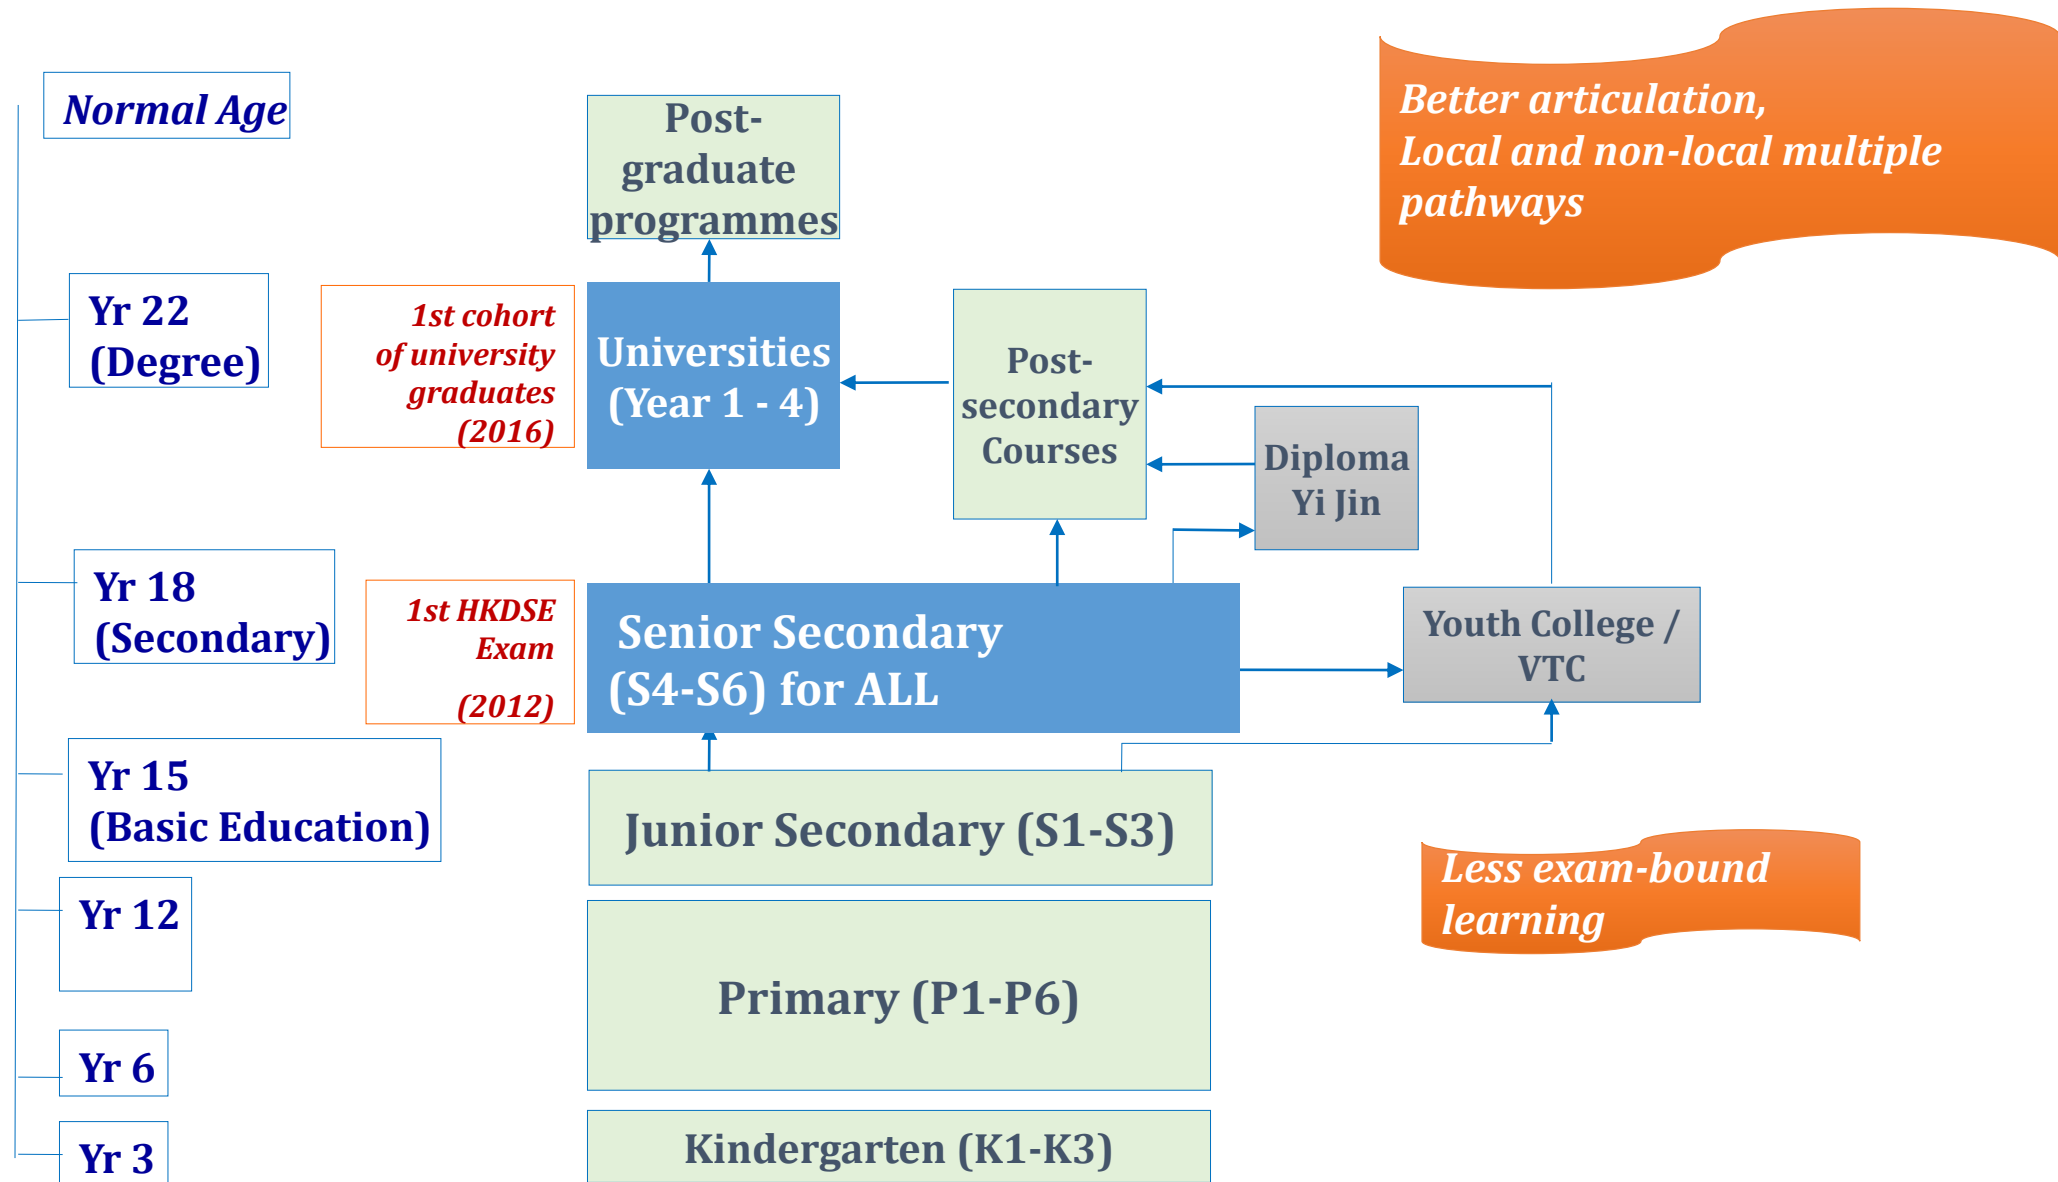 Normal Age
Post-
graduate
programmes
Better articulation,
Local and non-local multiple
pathways
Yr 22
(Degree)
1st cohort
of university
graduates
(2016)
Universities
(Year 1 - 4)
Post-
secondary
Courses
Diploma
Yi Jin
Yr 18
(Secondary)
1st HKDSE
Exam
(2012)
Senior Secondary
(S4-S6) for ALL
Youth College /
VTC
Yr 15
(Basic Education)
Junior Secondary (S1-S3)
Less exam-bound
learning
Yr 12
Primary (P1-P6)
Yr 6
Yr 3
Kindergarten (K1-K3)